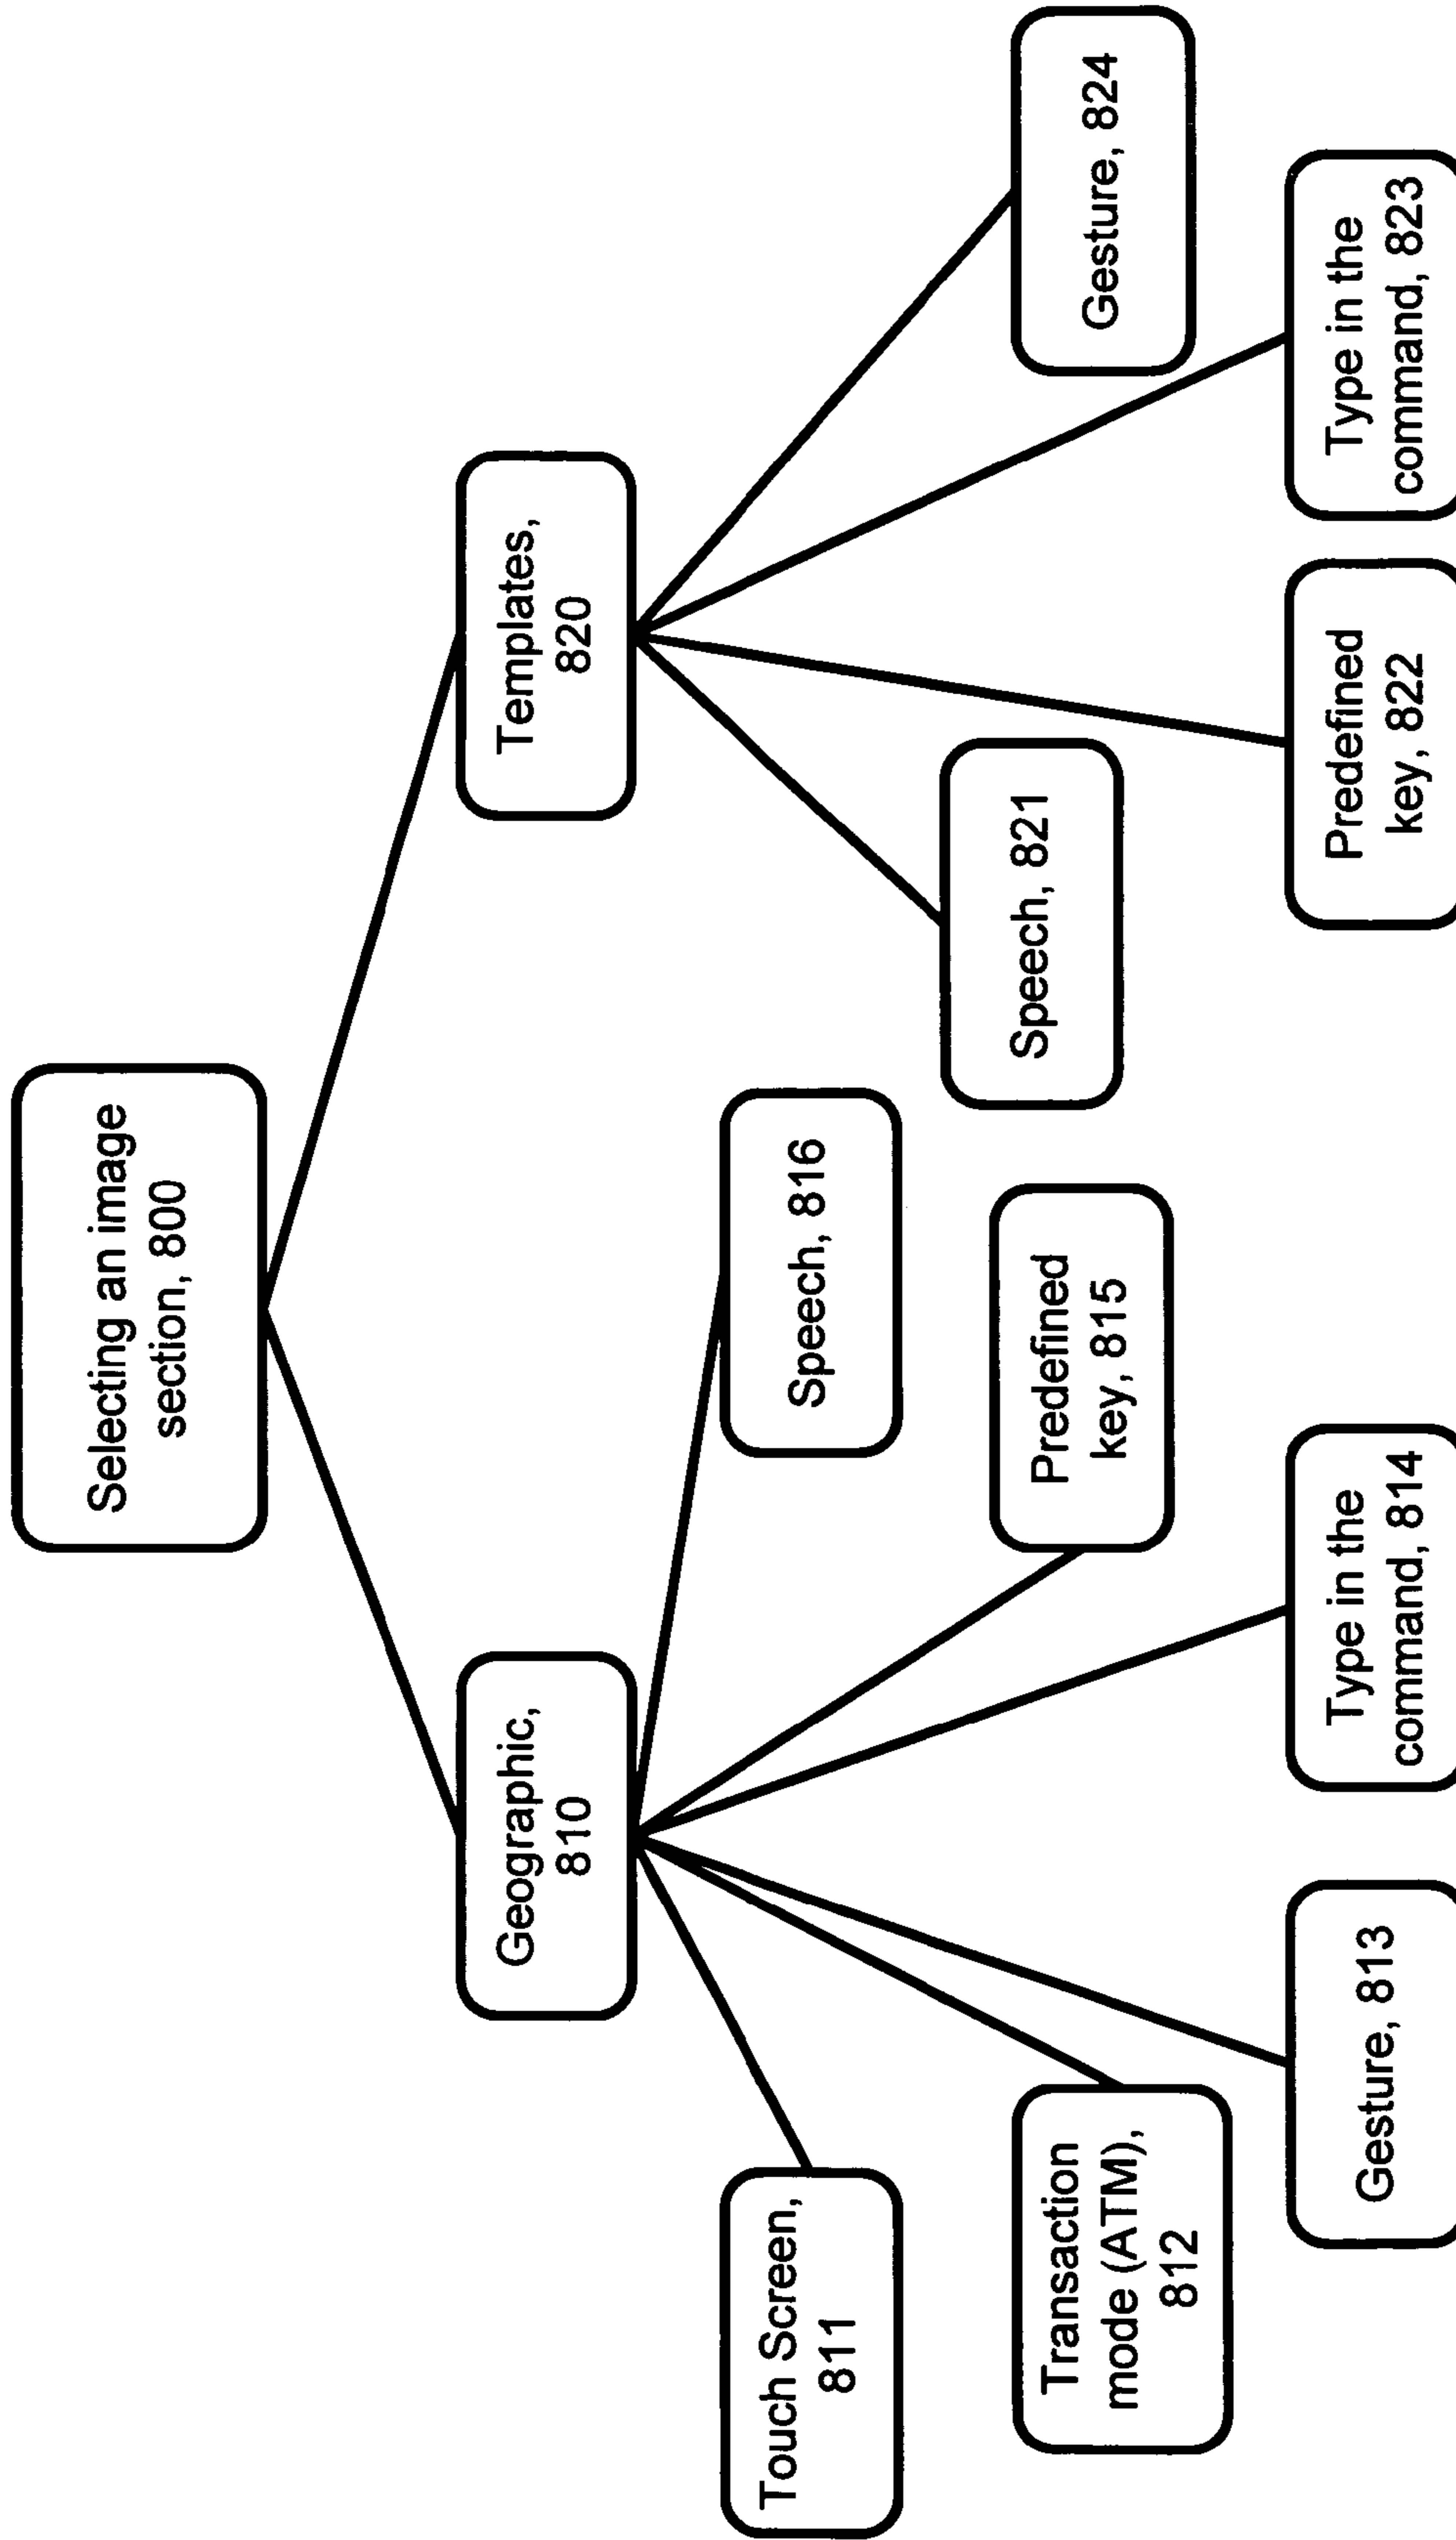 Selecting an image
section, 800
Geographic,
810
Templates,
820
Touch Screen,
811
Speech, 816
Transaction
mode (ATM),
812
Predefined
key, 815
Speech, 821
Gesture, 824
Gesture, 813
Type in the
command, 814
Predefined
key, 822
Type in the
command, 823